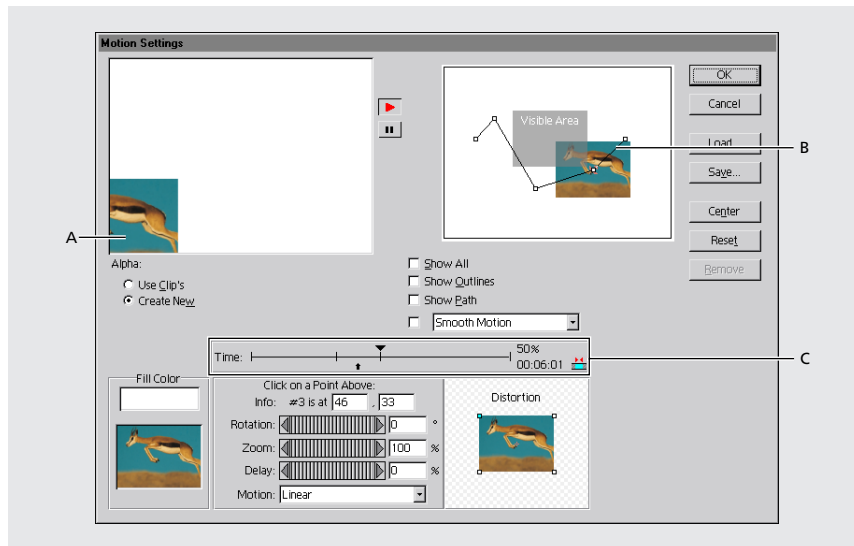 Motion Settings
OK
Cancel
Load...
Save...
Center
Reset
Remove
Visible Area
A
B
Alpha:
Use Clip's
Create New
Show All
Show Outlines
Show Path
Smooth Motion
Time:
50%
00:06:01
C
Fill Color
Click on a Point Above:
Info: #3 is at 46 , 33
Rotation: 0 °
Zoom: 100 %
Delay: 0 %
Motion: Linear
Distortion